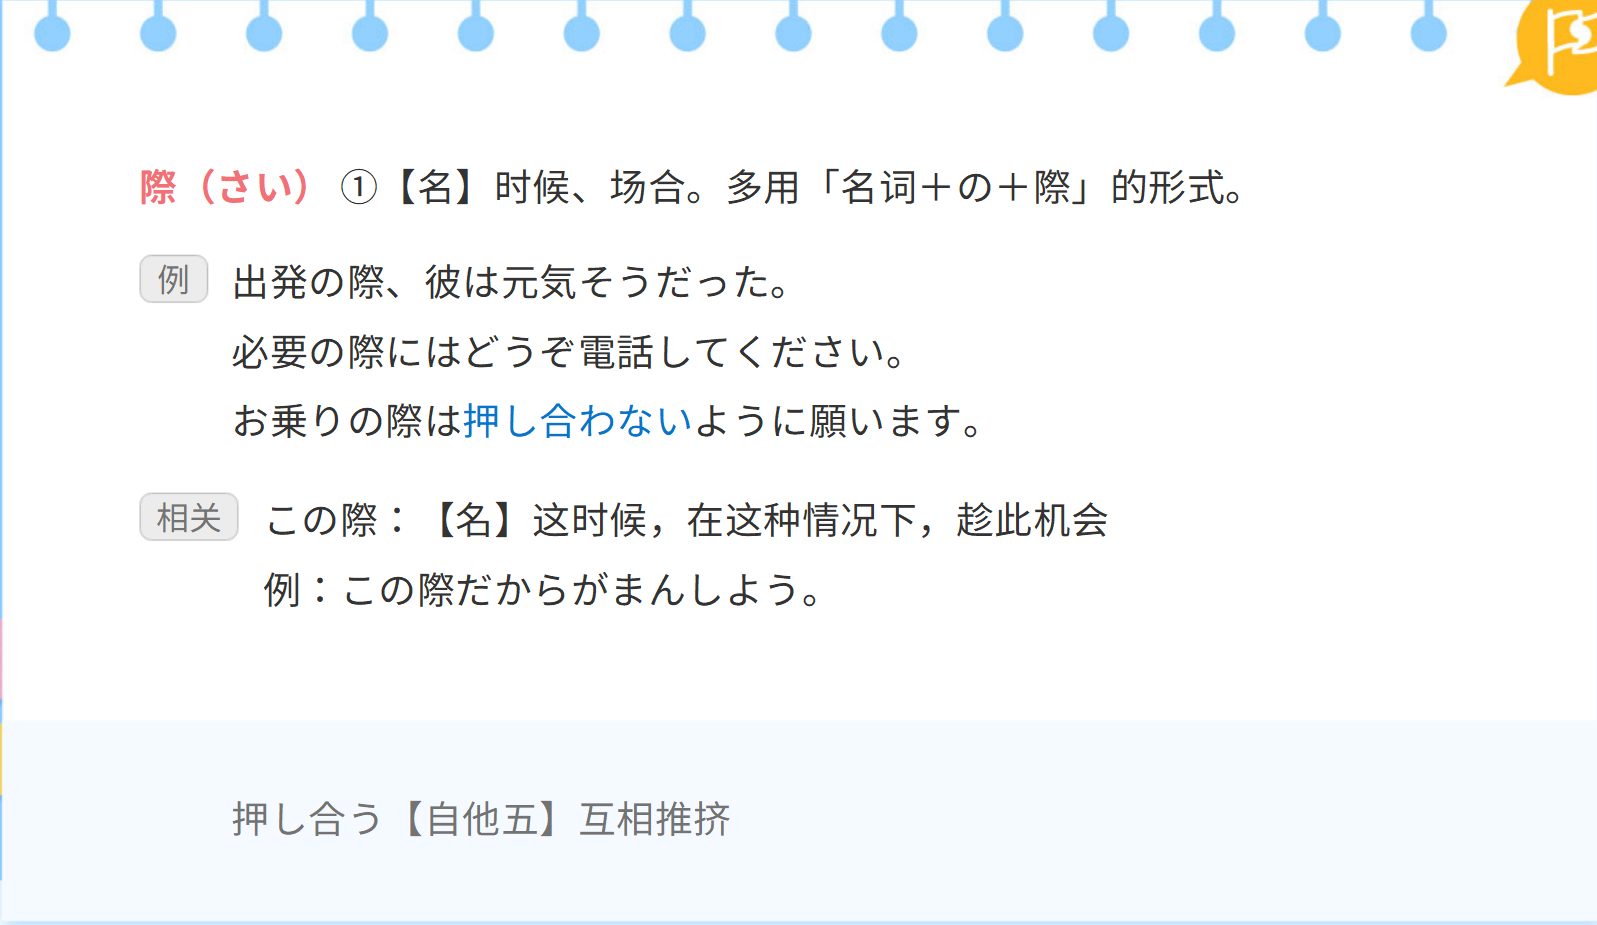 際（さい） ①【名】时候、场合。多用「名词＋の＋際」的形式。
例 出発の際、彼は元気そうだった。
必要の際にはどうぞ電話してください。
お乗りの際は押し合わないように願います。
相关 この際：【名】这时候，在这种情况下，趁此机会
例：この際だからがまんしよう。
押し合う【自他五】互相推挤